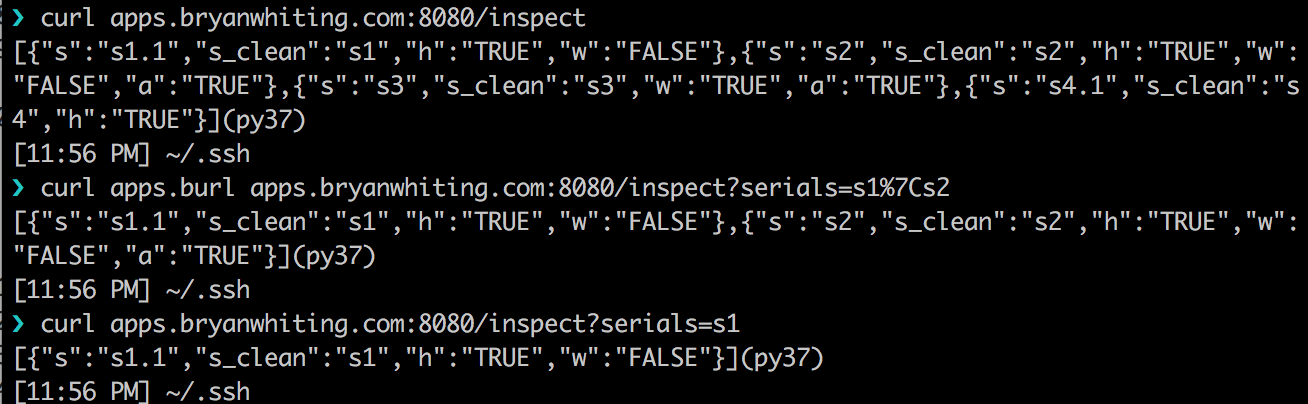 ❯ curl apps.bryanwhiting.com:8080/inspect
[{"s":"s1.1","s_clean":"s1","h":"TRUE","w":"FALSE"},{"s":"s2","s_clean":"s2","h":"TRUE","w":
"FALSE","a":"TRUE"},{"s":"s3","s_clean":"s3","w":"TRUE","a":"TRUE"},{"s":"s4.1","s_clean":"s
4","h":"TRUE"}](py37)
[11:56 PM] ~/.ssh
❯ curl apps.burl apps.bryanwhiting.com:8080/inspect?serials=s1%7Cs2
[{"s":"s1.1","s_clean":"s1","h":"TRUE","w":"FALSE"},{"s":"s2","s_clean":"s2","h":"TRUE","w":
"FALSE","a":"TRUE"}](py37)
[11:56 PM] ~/.ssh
❯ curl apps.bryanwhiting.com:8080/inspect?serials=s1
[{"s":"s1.1","s_clean":"s1","h":"TRUE","w":"FALSE"}](py37)
[11:56 PM] ~/.ssh